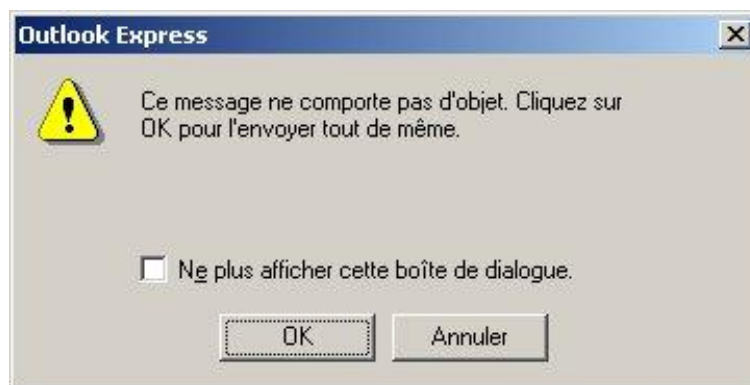 Outlook Express
Ce message ne comporte pas d'objet. Cliquez sur
OK pour l'envoyer tout de même.
Ne plus afficher cette boîte de dialogue.
OK
Annuler